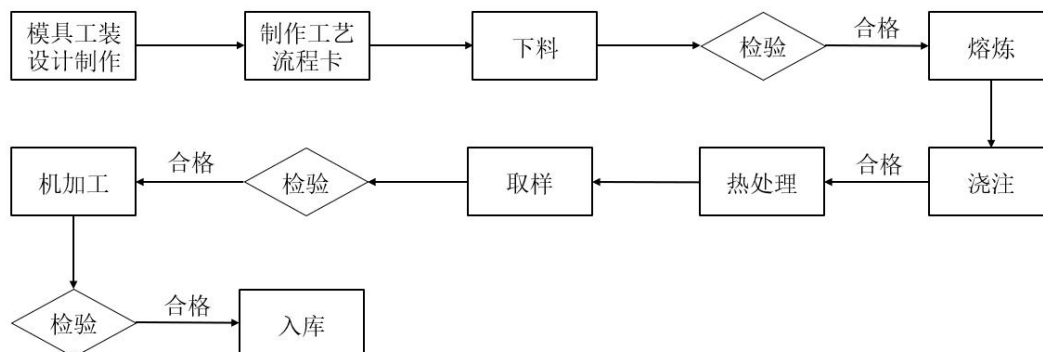 模具工装
设计制作
制作工艺
流程卡
下料
检验
合格
熔炼
浇注
合格
热处理
取样
检验
合格
机加工
检验
合格
入库